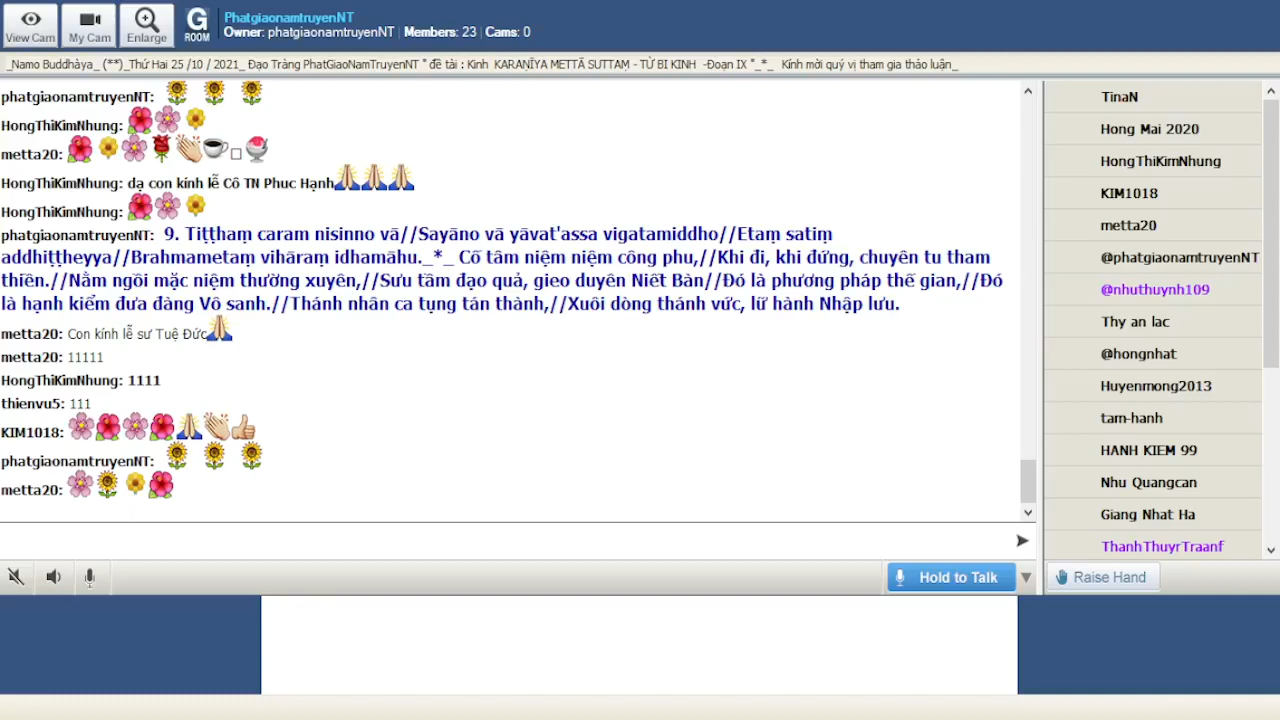 View Cam
My Cam
Enlarge
G
ROOM
PhatgiaonamtruyenNT
Owner: phatgiaonamtruyenNT | Members: 23 | Cams: 0
_Namo Buddhàya_ (**)_Thứ Hai 25 /10 / 2021_ Đạo Tràng PhatGiaoNamTruyenNT " đề tài : Kinh KARAṆĪYA METTĀ SUTTAṂ - TỪ BI KINH -Đoạn IX "_*_ Kính mời quý vị tham gia thảo luận_
phatgiaonamtruyenNT:
HongThiKimNhung:
metta20:
HongThiKimNhung: dạ con kính lễ Cô TN Phuc Hạnh
HongThiKimNhung:
phatgiaonamtruyenNT: 9. Tiṭṭhaṃ caram nisinno vā//Sayāno vā yāvat'assa vigatamiddho//Etaṃ satiṃ
addhiṭṭheyya//Brahmametaṃ vihāraṃ idhamāhu._*_ Cố tâm niệm niệm công phu,//Khi đi, khi đứng, chuyên tu tham
thiền.//Nằm ngồi mặc niệm thường xuyên,//Sưu tầm đạo quả, gieo duyên Niết Bàn//Đó là phương pháp thế gian,//Đó
là hạnh kiểm đưa đàng Vô sanh.//Thánh nhân ca tụng tán thành,//Xuôi dòng thánh vức, lữ hành Nhập lưu.
metta20: Con kính lễ sư Tuệ Đức
metta20: 11111
HongThiKimNhung: 1111
thienvu5: 111
KIM1018:
phatgiaonamtruyenNT:
metta20:
TinaN
Hong Mai 2020
HongThiKimNhung
KIM1018
metta20
@phatgiaonamtruyenNT
@nhuthuynh109
Thy an lac
@hongnhat
Huyenmong2013
tam-hanh
HANH KIEM 99
Nhu Quangcan
Giang Nhat Ha
ThanhThuyrTraanf
Hold to Talk
Raise Hand